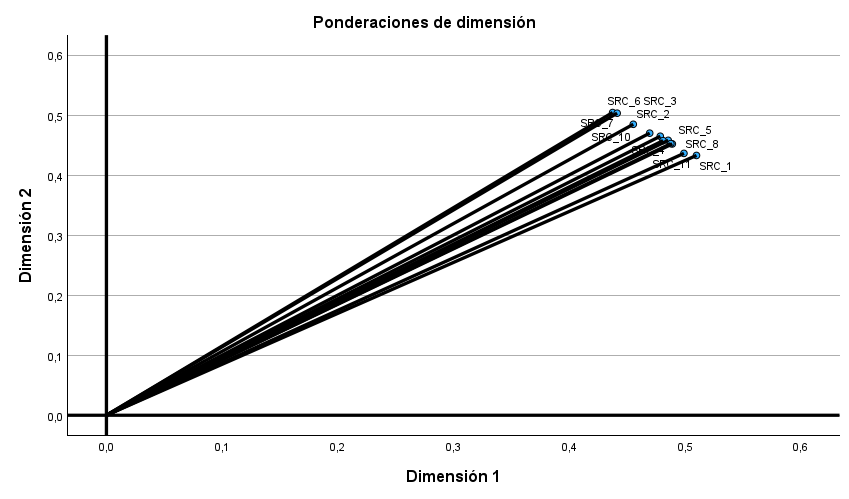 Ponderaciones de dimensión
0,6
SRC_6 SRC_3
0,5
SRC_2
SRC_7
SRC_5
SRC_10
SRC_8
SRC_4
SRC_11
SRC_1
0,4
Dimensión 2
0,3
0,2
0,1
0,0
0,0 0,1 0,2 0,3 0,4 0,5 0,6
Dimensión 1